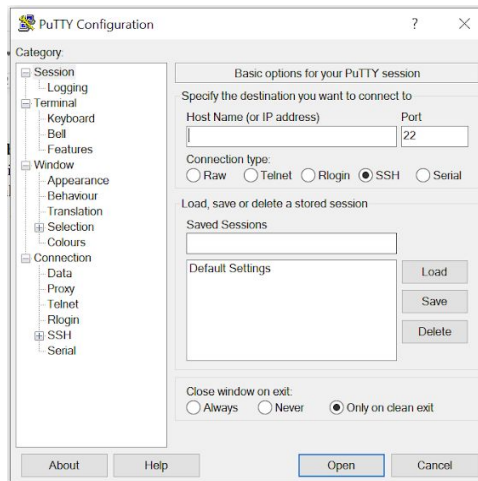 PuTTY Configuration
?
Category:
Session
Logging
Terminal
Keyboard
Bell
Features
Window
Appearance
Behaviour
Translation
Selection
Colours
Connection
Data
Proxy
Telnet
Rlogin
SSH
Serial
Basic options for your PuTTY session
Specify the destination you want to connect to
Host Name (or IP address) Port
22
Connection type:
Raw Telnet Rlogin SSH Serial
Load, save or delete a stored session
Saved Sessions
Default Settings
Load
Save
Delete
Close window on exit:
Always Never Only on clean exit
About Help Open Cancel